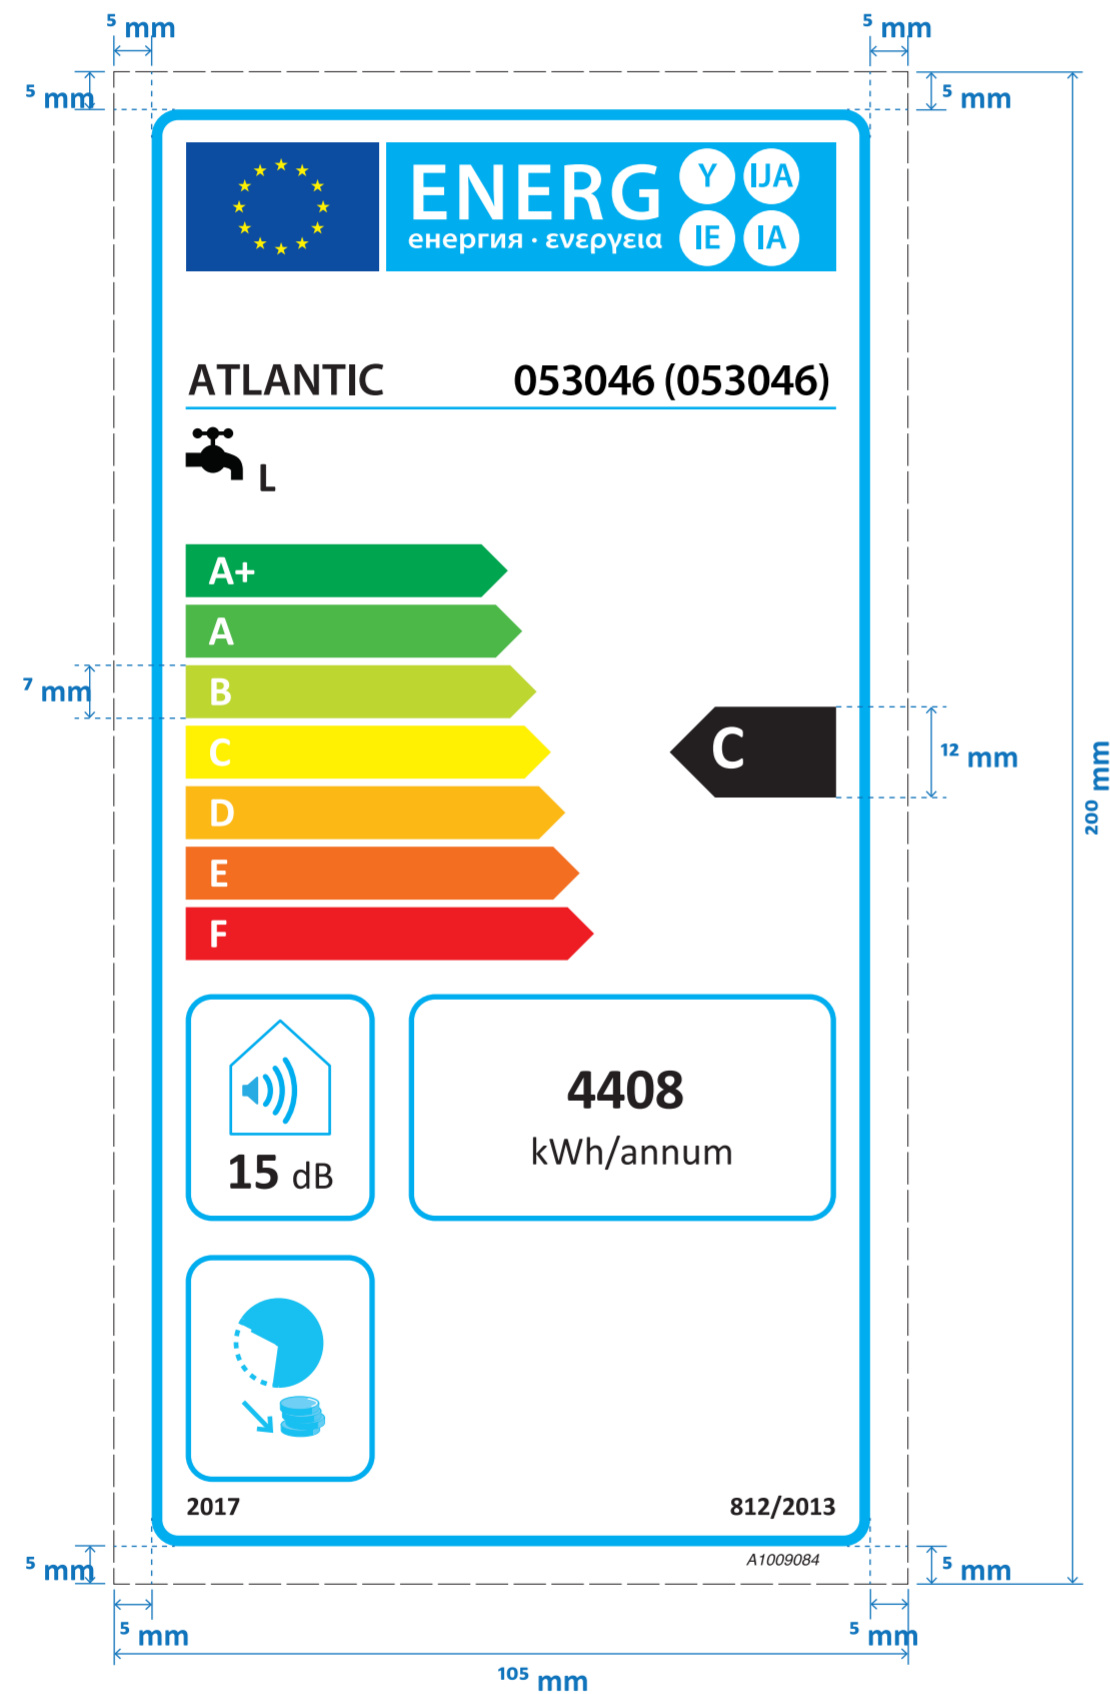 5 mm 5 mm
5 mm 5 mm
ENERG Y IJA
енергия · ενεργεια IE IA
ATLANTIC 053046 (053046)
L
A+
A
7 mm B
C C 12 mm
200 mm
D
E
F
15 dB
4408
kWh/annum
2017 812/2013
A1009084
5 mm 5 mm
5 mm 5 mm
105 mm